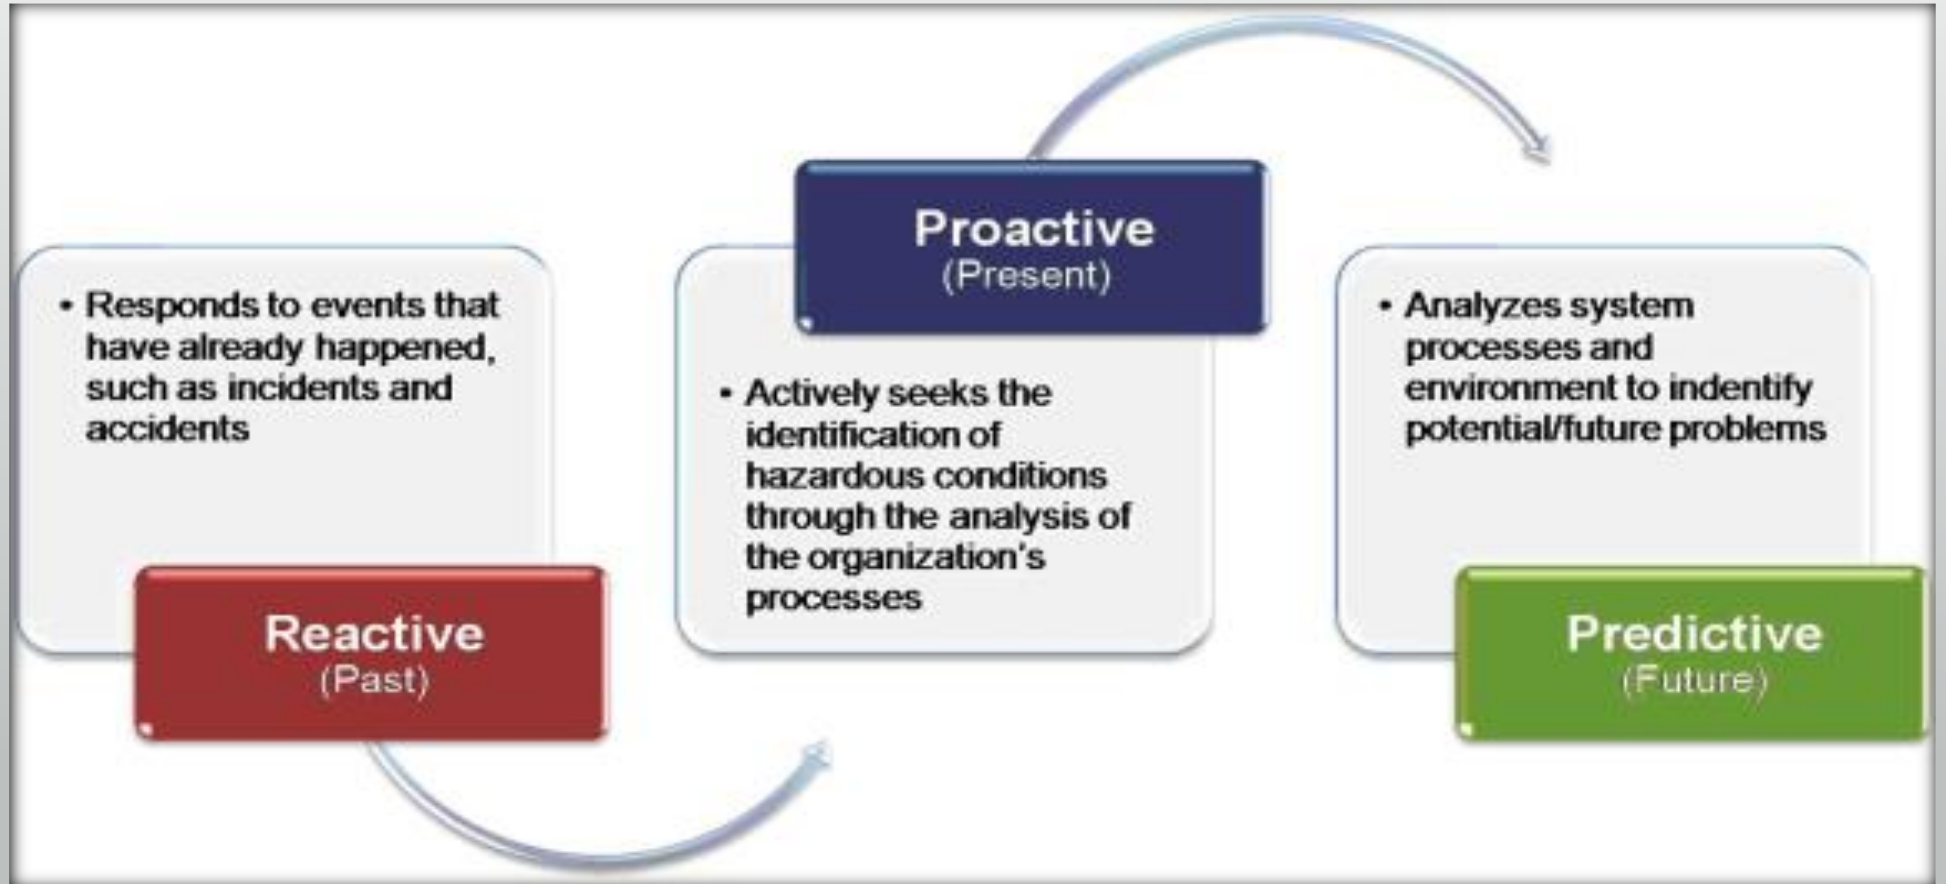 • Responds to events that
have already happened,
such as incidents and
accidents
Reactive
(Past)
Proactive
(Present)
• Actively seeks the
identification of
hazardous conditions
through the analysis of
the organization's
processes
• Analyzes system
processes and
environment to indentify
potential/future problems
Predictive
(Future)